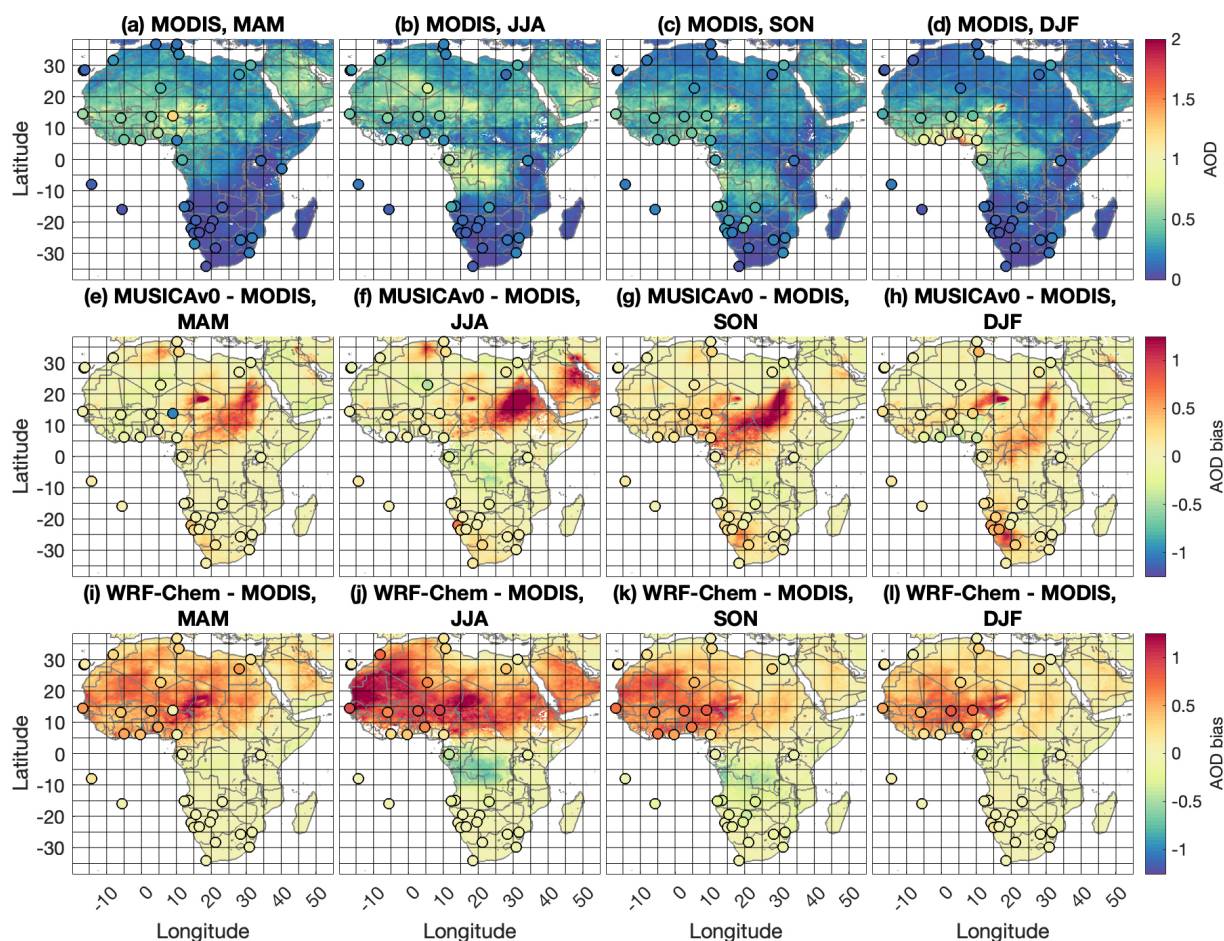 (a) MODIS, MAM
(b) MODIS, JJA
(c) MODIS, SON
(d) MODIS, DJF
Latitude
30
20
10
0
-10
-20
-30
2
1.5
1
0.5
0
AOD
(e) MUSICAv0 - MODIS,
MAM
(f) MUSICAv0 - MODIS,
JJA
(g) MUSICAv0 - MODIS,
SON
(h) MUSICAv0 - MODIS,
DJF
Latitude
30
20
10
0
-10
-20
-30
1
0.5
0
-0.5
-1
AOD bias
(i) WRF-Chem - MODIS,
MAM
(j) WRF-Chem - MODIS,
JJA
(k) WRF-Chem - MODIS,
SON
(l) WRF-Chem - MODIS,
DJF
Latitude
30
20
10
0
-10
-20
-30
1
0.5
0
-0.5
-1
AOD bias
-10 0 10 20 30 40 50
-10 0 10 20 30 40 50
-10 0 10 20 30 40 50
-10 0 10 20 30 40 50
Longitude
Longitude
Longitude
Longitude